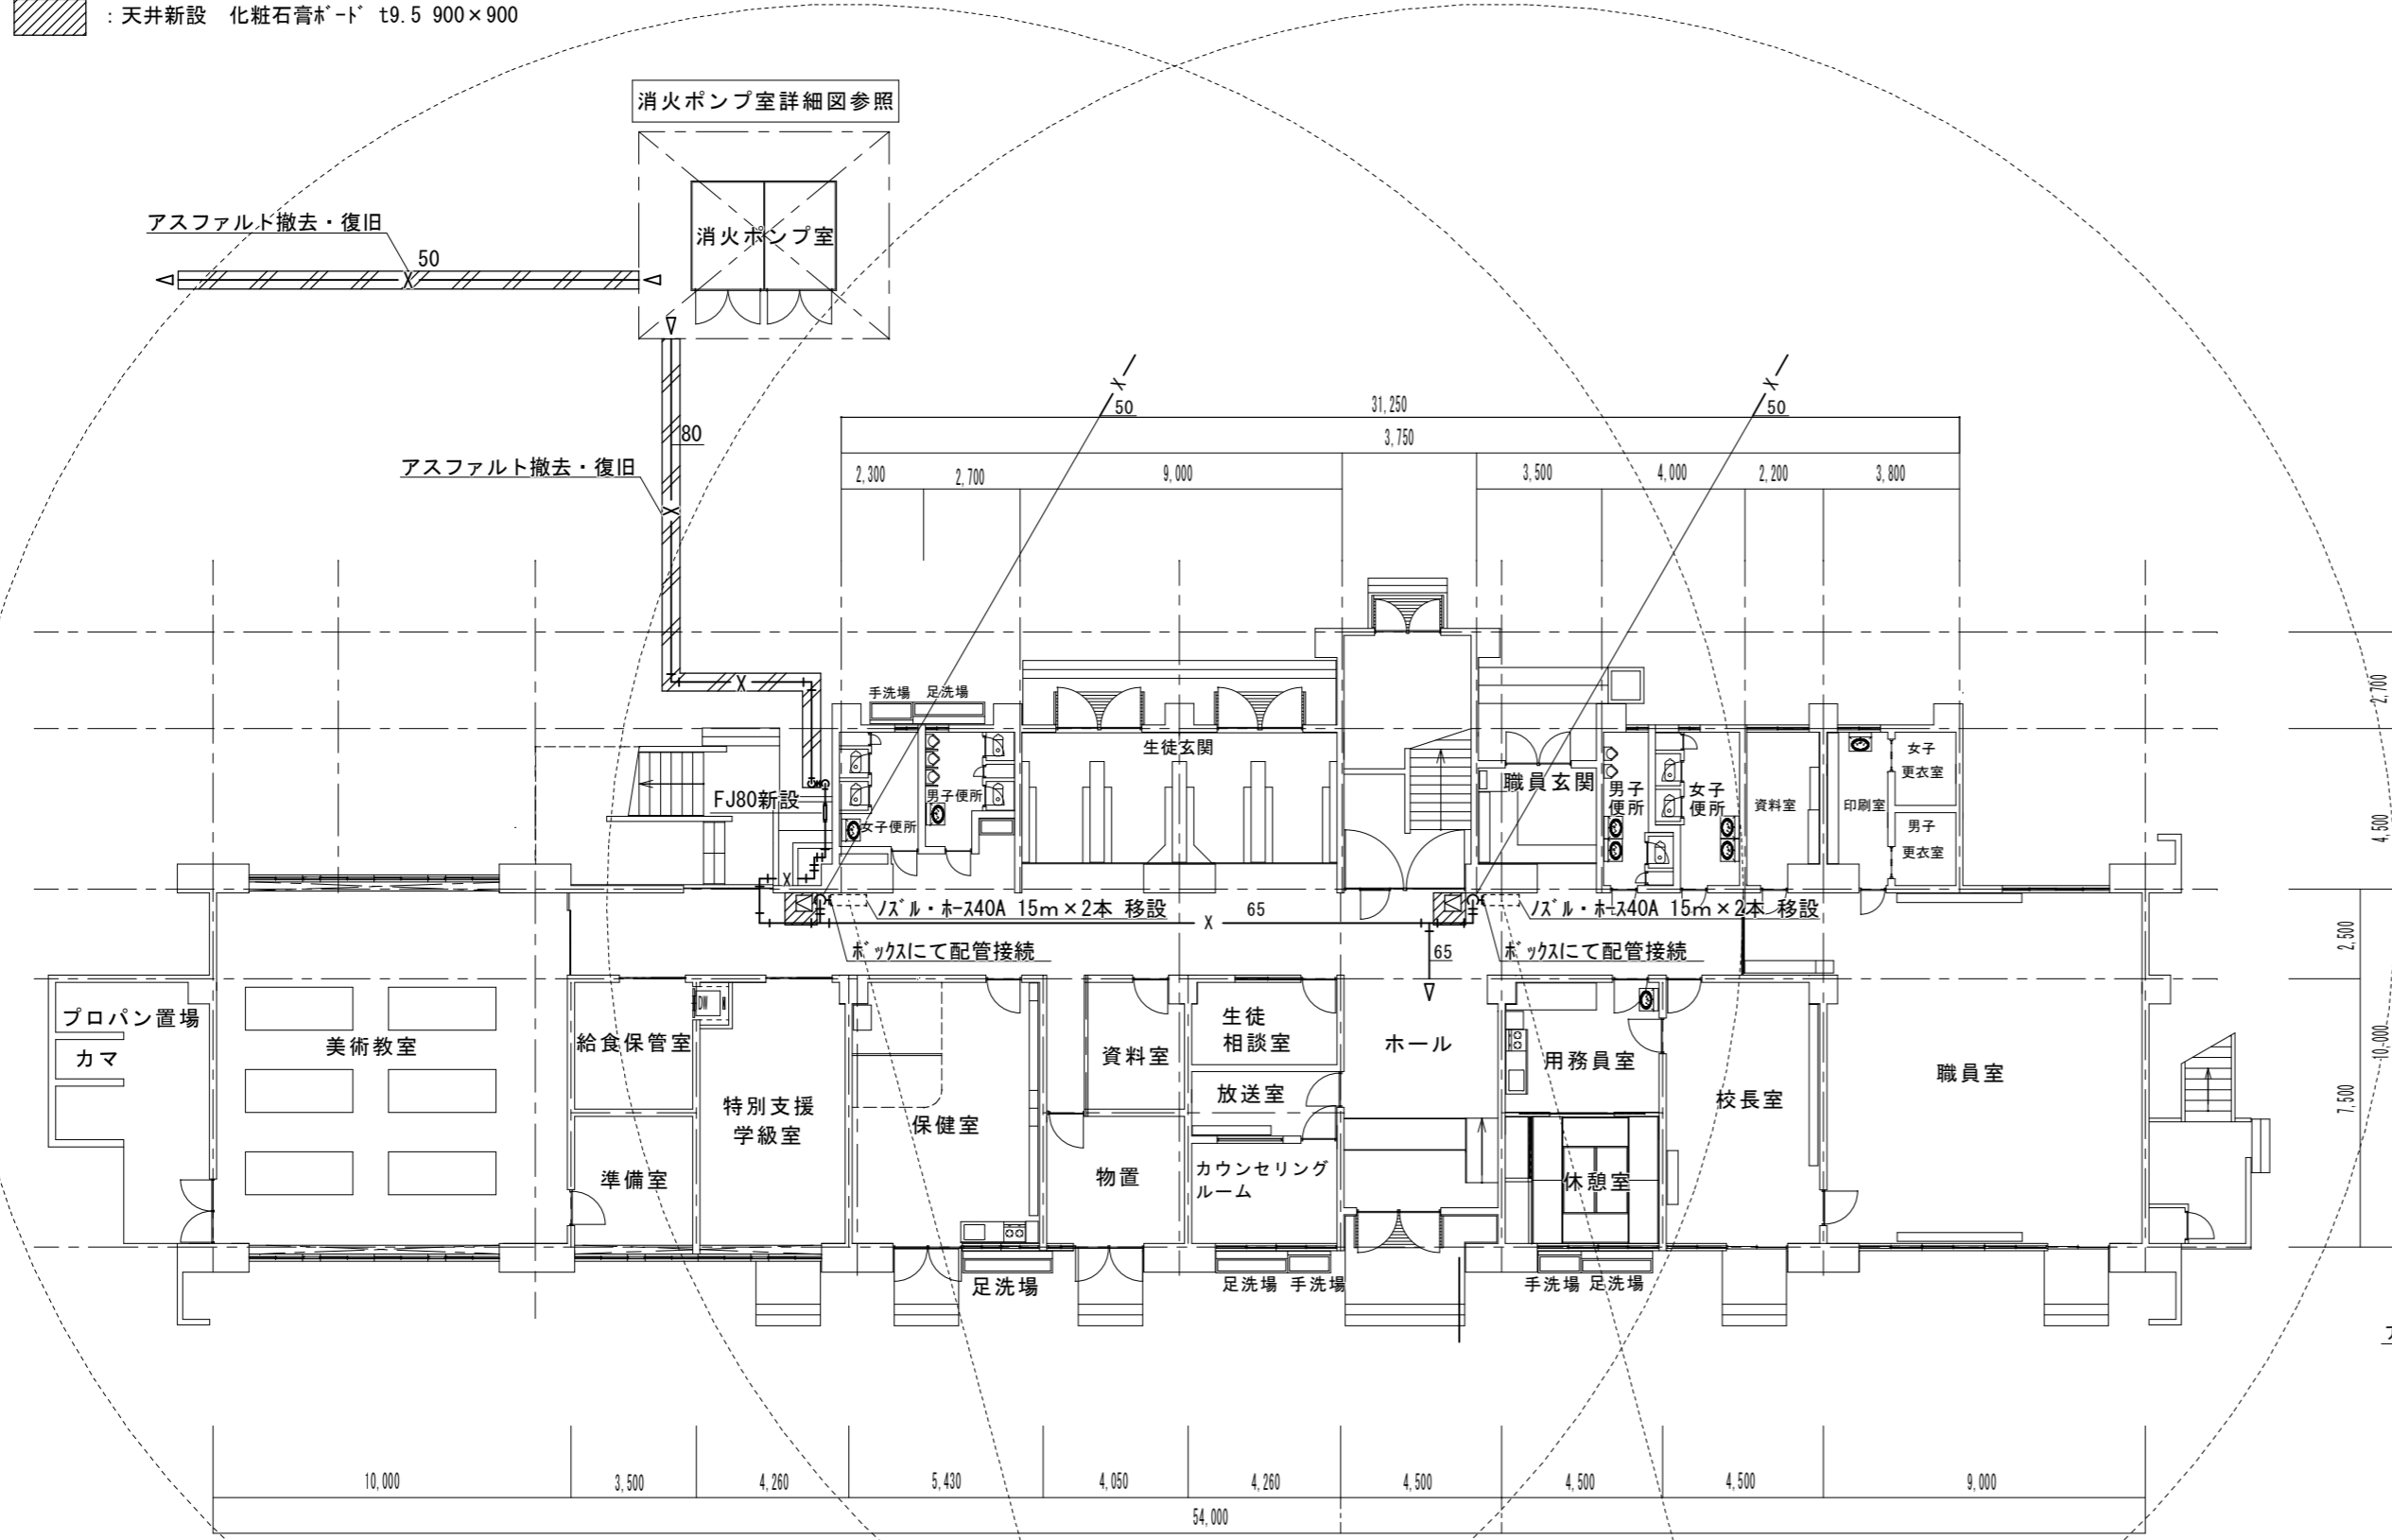 ：天井新設　化粧石膏ﾎﾞｰﾄﾞ t9.5 900×900
消火ポンプ室詳細図参照
消火ポンプ室
アスファルト撤去・復旧
50
80
アスファルト撤去・復旧
X
X
50
50
31,250
3,750
2,300
2,700
9,000
3,500
4,000
2,200
3,800
2,700
4,500
2,500
10,000
7,500
手洗場
足洗場
生徒玄関
女子便所
男子便所
FJ80新設
職員玄関
男子
便所
女子
便所
資料室
印刷室
女子
更衣室
男子
更衣室
ﾉｽﾞﾙ・ﾎｰｽ40A 15m×2本 移設
65
ﾉｽﾞﾙ・ﾎｰｽ40A 15m×2本 移設
ﾎﾞｯｸｽにて配管接続
65
ﾎﾞｯｸｽにて配管接続
プロパン置場
カマ
美術教室
給食保管室
DW
準備室
特別支援
学級室
保健室
資料室
物置
生徒
相談室
放送室
カウンセリング
ルーム
ホール
用務員室
休憩室
校長室
職員室
足洗場
足洗場
手洗場
手洗場
足洗場
10,000
3,500
4,260
5,430
4,050
4,260
4,500
4,500
4,500
9,000
54,000